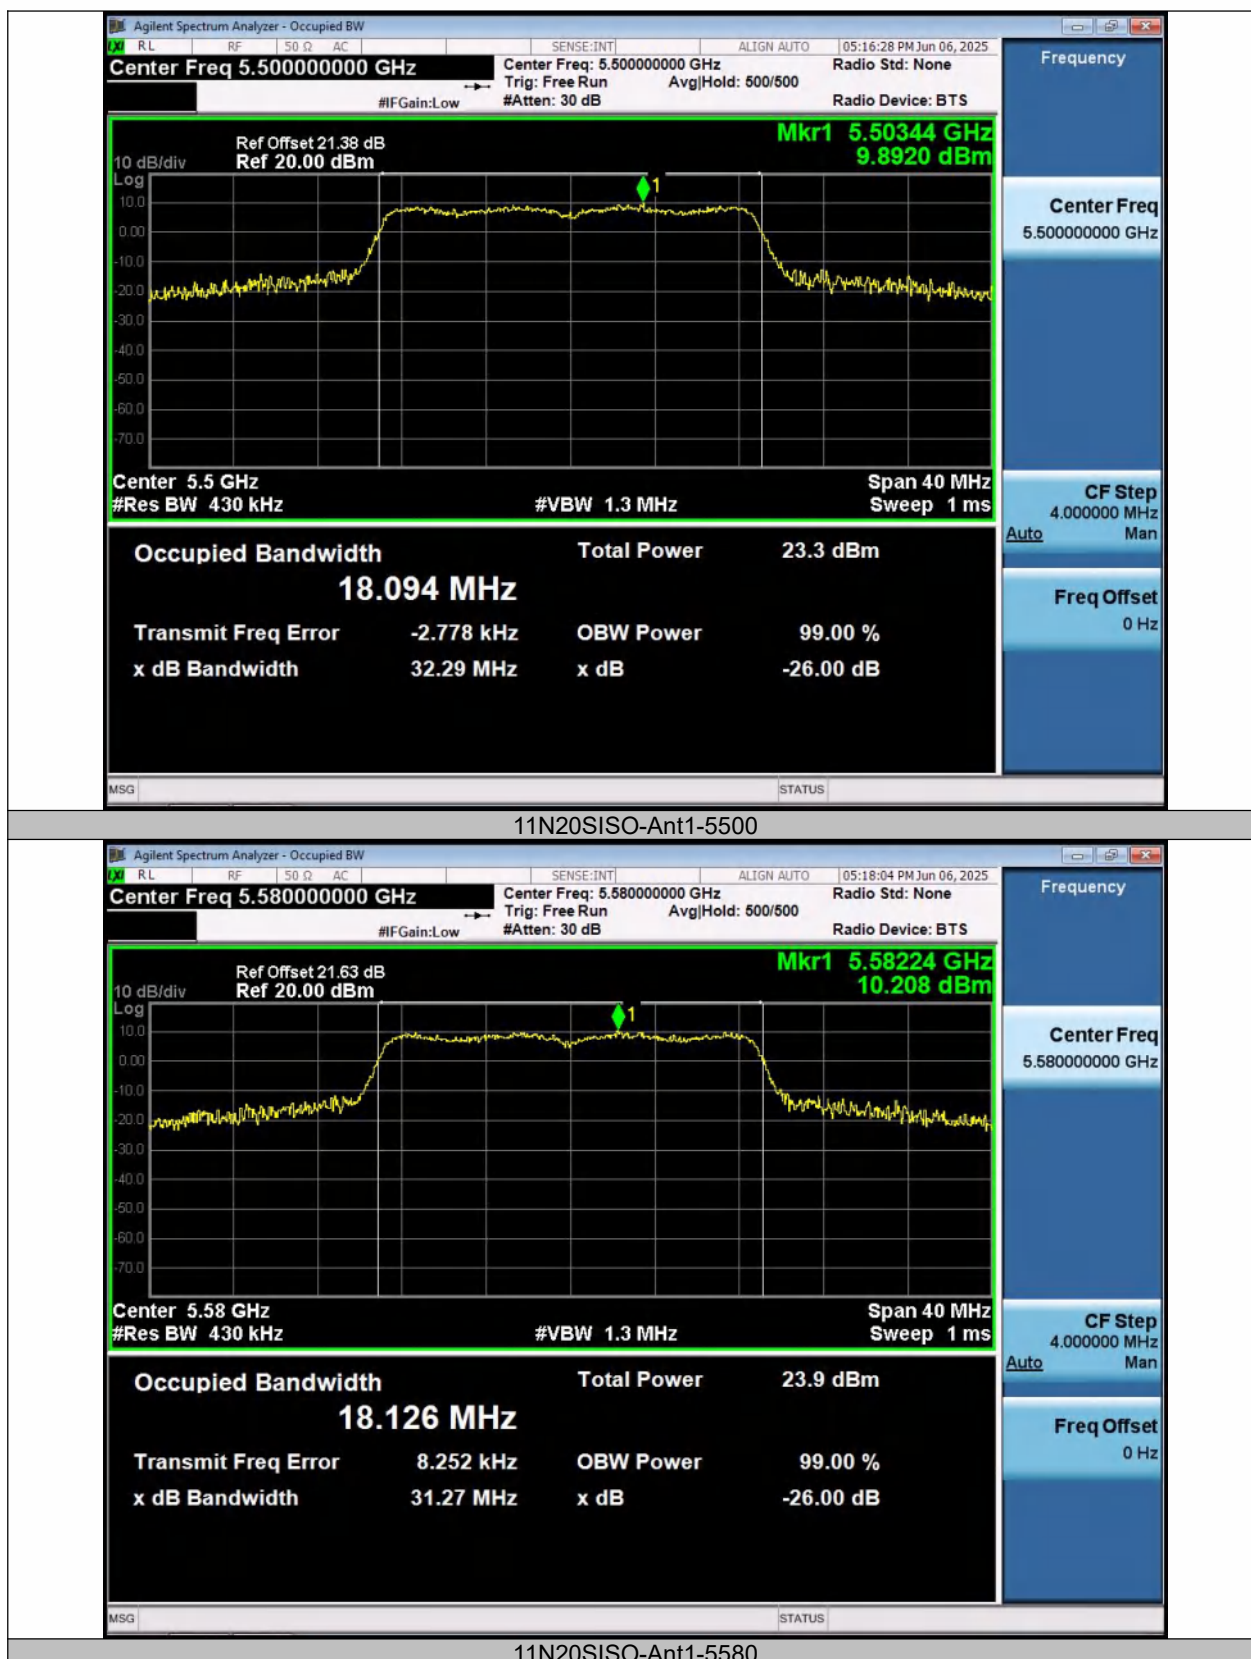 Agilent Spectrum Analyzer - Occupied BW
LXI RL RF 50 Ω AC SENSE:INT ALIGN AUTO 05:16:28 PM Jun 06, 2025
Center Freq 5.500000000 GHz
Center Freq: 5.500000000 GHz Radio Std: None
Trig: Free Run Avg|Hold: 500/500
#IFGain:Low #Atten: 30 dB Radio Device: BTS
Frequency
Mkr1 5.50344 GHz
9.8920 dBm
Ref Offset 21.38 dB
10 dB/div Ref 20.00 dBm
Log
10.0
0.00
-10.0
-20.0
-30.0
-40.0
-50.0
-60.0
-70.0
1
Center Freq
5.500000000 GHz
Center 5.5 GHz Span 40 MHz
#Res BW 430 kHz #VBW 1.3 MHz Sweep 1 ms
CF Step
4.000000 MHz
Auto Man
Occupied Bandwidth Total Power 23.3 dBm
18.094 MHz
Transmit Freq Error -2.778 kHz OBW Power 99.00 %
x dB Bandwidth 32.29 MHz x dB -26.00 dB
Freq Offset
0 Hz
MSG STATUS
11N20SISO-Ant1-5500
Agilent Spectrum Analyzer - Occupied BW
LXI RL RF 50 Ω AC SENSE:INT ALIGN AUTO 05:18:04 PM Jun 06, 2025
Center Freq 5.580000000 GHz
Center Freq: 5.580000000 GHz Radio Std: None
Trig: Free Run Avg|Hold: 500/500
#IFGain:Low #Atten: 30 dB Radio Device: BTS
Frequency
Mkr1 5.58224 GHz
10.208 dBm
Ref Offset 21.63 dB
10 dB/div Ref 20.00 dBm
Log
10.0
0.00
-10.0
-20.0
-30.0
-40.0
-50.0
-60.0
-70.0
1
Center Freq
5.580000000 GHz
Center 5.58 GHz Span 40 MHz
#Res BW 430 kHz #VBW 1.3 MHz Sweep 1 ms
CF Step
4.000000 MHz
Auto Man
Occupied Bandwidth Total Power 23.9 dBm
18.126 MHz
Transmit Freq Error 8.252 kHz OBW Power 99.00 %
x dB Bandwidth 31.27 MHz x dB -26.00 dB
Freq Offset
0 Hz
MSG STATUS
11N20SISO-Ant1-5580